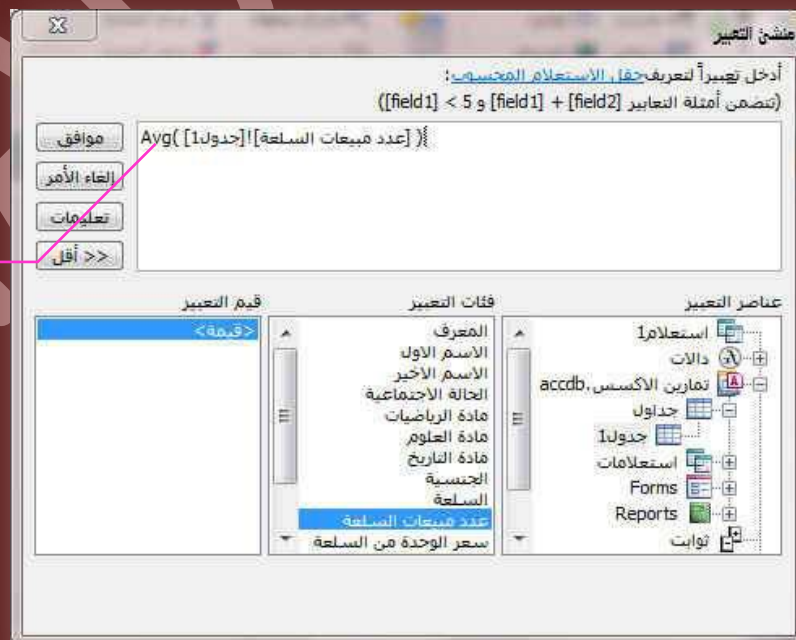 منشئ التعبير
أدخل تعبيراً لتعريف حقل الاستعلام المحسوب:
(تتضمن أمثلة التعابير [field1] + [field2] و [field1] < 5)
Avg( [جدول1]![عدد مبيعات السلعة] )
موافق
إلغاء الأمر
تعليمات
<< أقل
عناصر التعبير
استعلام1
دالات
تمارين الاكسس.accdb
جداول
جدول1
استعلامات
Forms
Reports
ثوابت
فئات التعبير
المعرف
الاسم الاول
الاسم الاخير
الحالة الاجتماعية
مادة الرياضيات
مادة العلوم
مادة التاريخ
الجنسية
السلعة
عدد مبيعات السلعة
سعر الوحدة من السلعة
قيم التعبير
<قيمة>